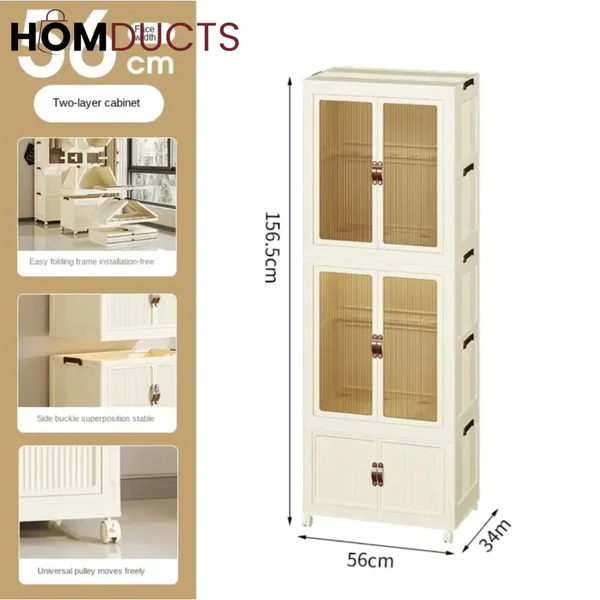 HOMDUCTS
56 cm
Face
width
cm
Two-layer cabinet
Easy folding frame installation-free
Side buckle superposition stable
Universal pulley moves freely
156.5cm
56cm
34m